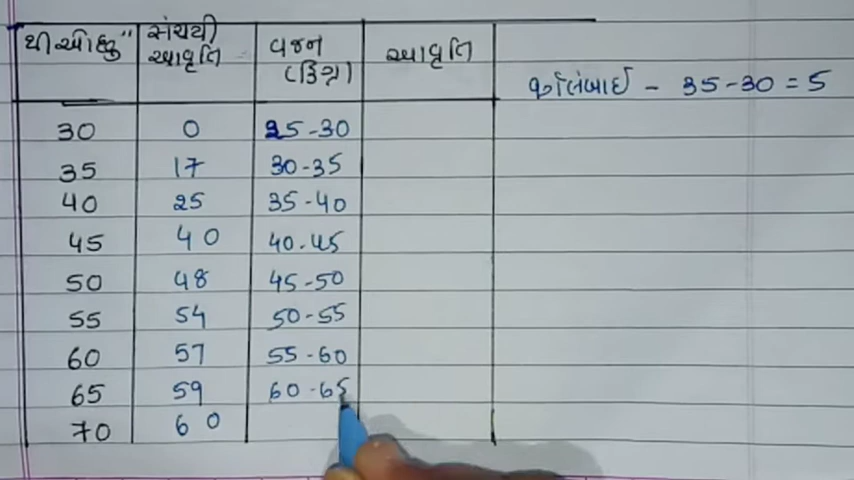 થી ઓછુ" સંચયી આવૃતિ વજન (કિગ્રા) આવૃતિ
વર્ગલંબાઈ - 35-30 = 5
30 0 25-30
35 17 30-35
40 25 35-40
45 40 40-45
50 48 45-50
55 54 50-55
60 57 55-60
65 59 60-65
70 60